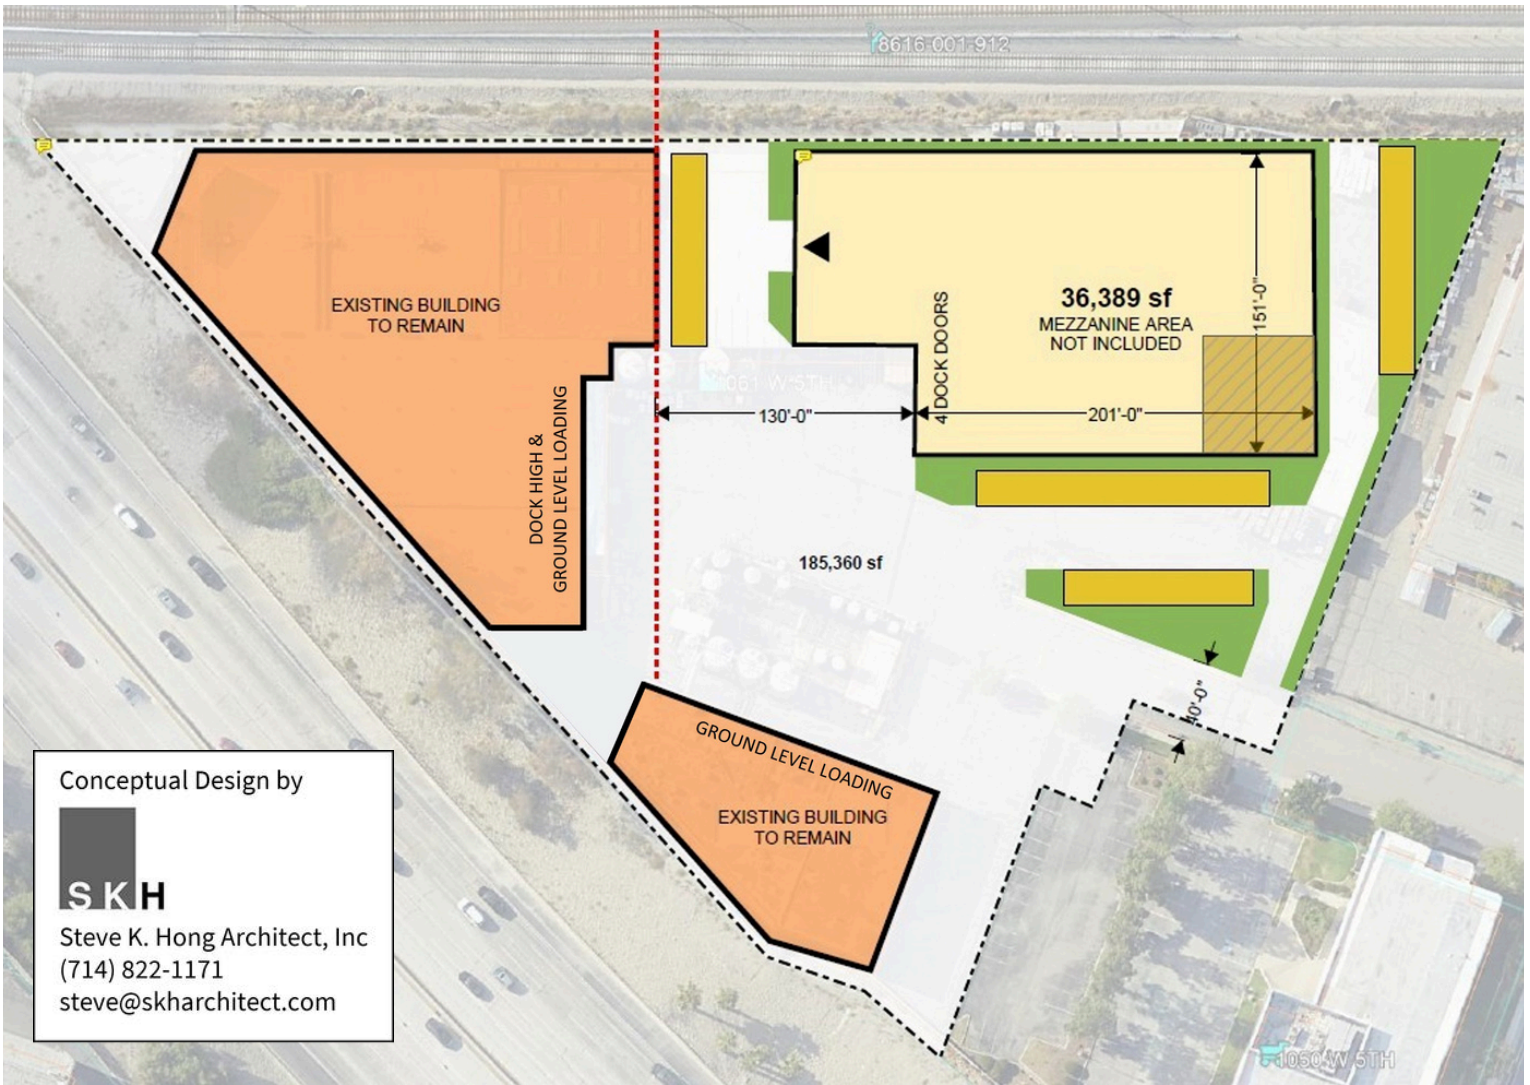 8616-001-912
EXISTING BUILDING
TO REMAIN
DOCK HIGH &
GROUND LEVEL LOADING
36,389 sf
MEZZANINE AREA
NOT INCLUDED
151'-0"
4 DOCK DOORS
1061 W 5TH
130'-0"
201'-0"
185,360 sf
40'-0"
GROUND LEVEL LOADING
EXISTING BUILDING
TO REMAIN
Conceptual Design by
SKH
Steve K. Hong Architect, Inc
(714) 822-1171
steve@skharchitect.com
1050 W 5TH